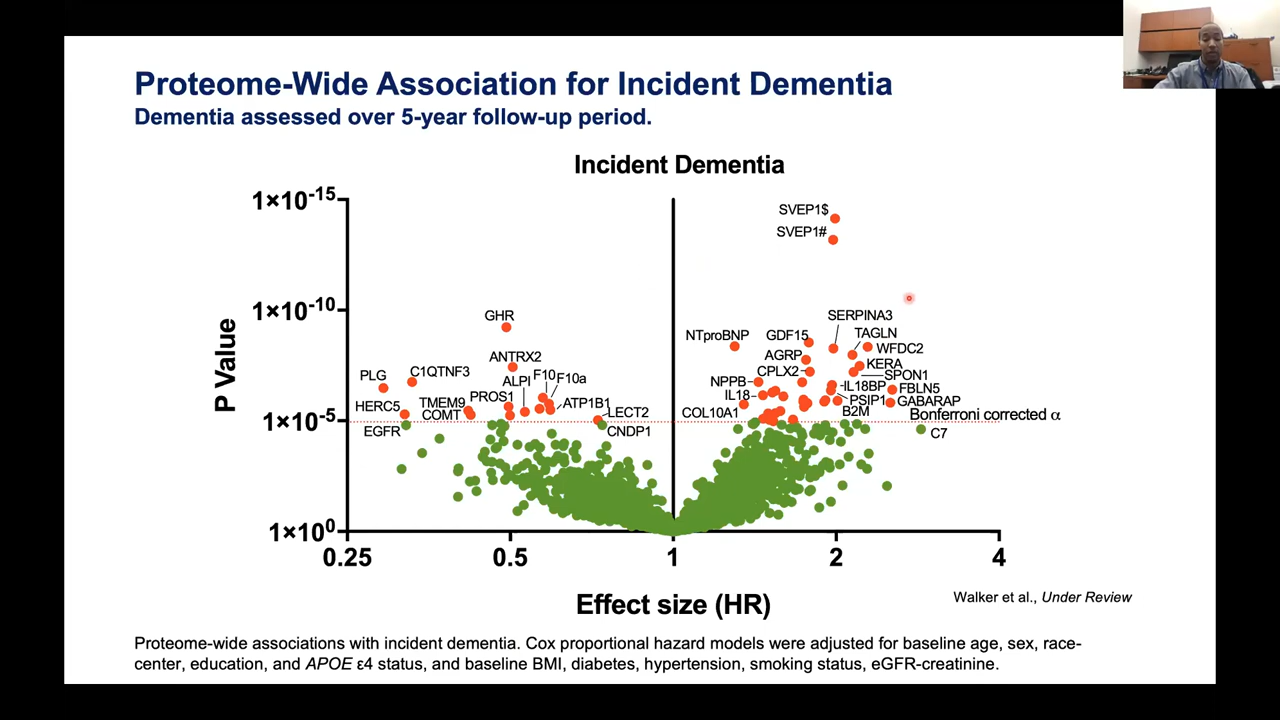 Proteome-Wide Association for Incident Dementia
Dementia assessed over 5-year follow-up period.
Incident Dementia
P Value
1×10-15
1×10-10
1×10-5
1×100
SVEP1$
SVEP1#
GHR
SERPINA3
NTproBNP
GDF15
TAGLN
WFDC2
ANTRX2
AGRP
KERA
PLG
C1QTNF3
ALPI
F10
F10a
CPLX2
SPON1
NPPB
IL18BP
FBLN5
PROS1
IL18
PSIP1
GABARAP
HERC5
TMEM9
COMT
ATP1B1
LECT2
COL10A1
B2M
Bonferroni corrected α
EGFR
CNDP1
C7
0.25
0.5
1
2
4
Effect size (HR)
Walker et al., Under Review
Proteome-wide associations with incident dementia. Cox proportional hazard models were adjusted for baseline age, sex, race-
center, education, and APOE ε4 status, and baseline BMI, diabetes, hypertension, smoking status, eGFR-creatinine.